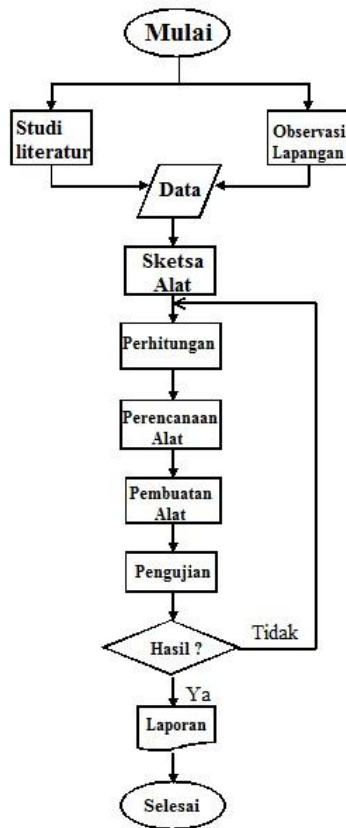 Mulai
Studi
literatur
Observasi
Lapangan
Data
Sketsa
Alat
Perhitungan
Perencanaan
Alat
Pembuatan
Alat
Pengujian
Hasil ?
Tidak
Ya
Laporan
Selesai